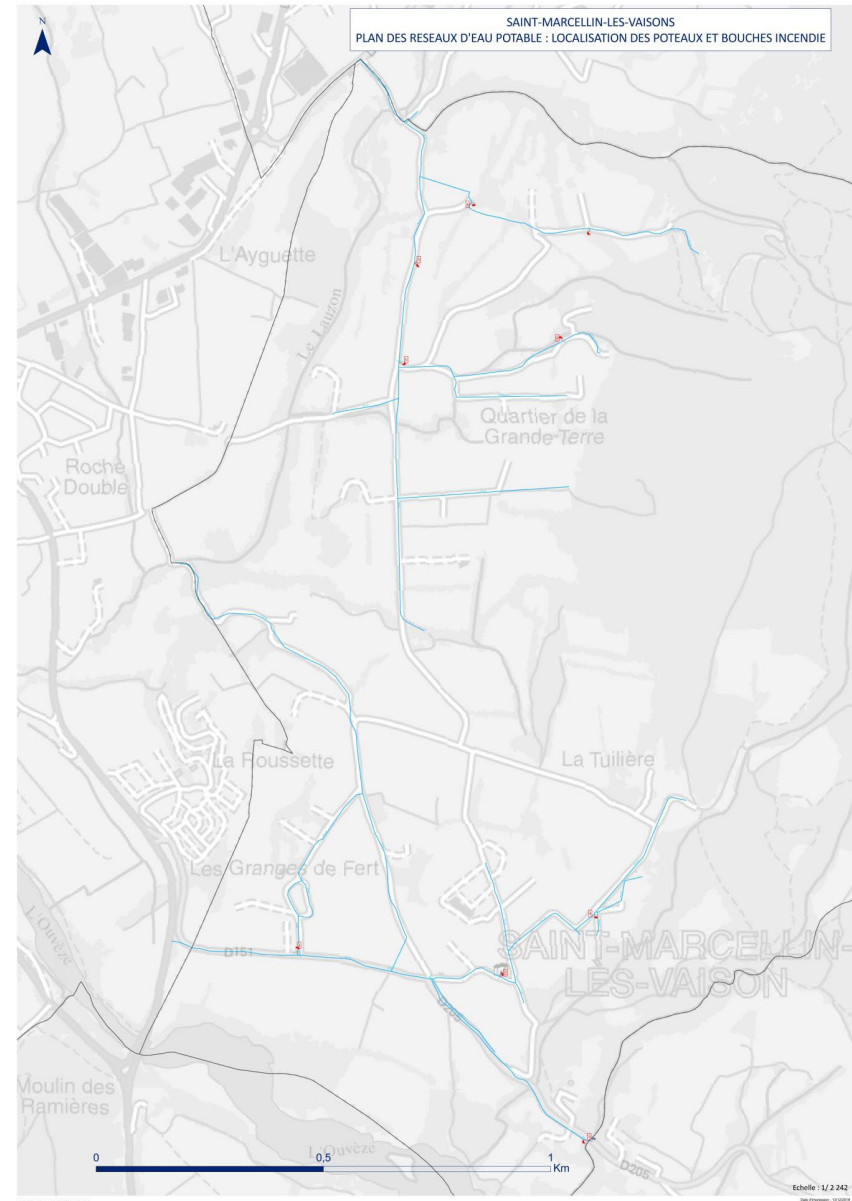 N
SAINT-MARCELLIN-LES-VAISONS
PLAN DES RESEAUX D'EAU POTABLE : LOCALISATION DES POTEAUX ET BOUCHES INCENDIE
L'Ayguette
Le Lauzon
Quartier de la
Grande-Terre
Roche
Double
La Roussette
La Tuilière
Les Granges de Fert
L'Ouvèze
D151
SAINT-MARCELLIN-
LÈS-VAISON
D205
Moulin des
Ramières
L'Ouvèze
D205
0 0,5 1
Km
Echelle : 1/ 2 242